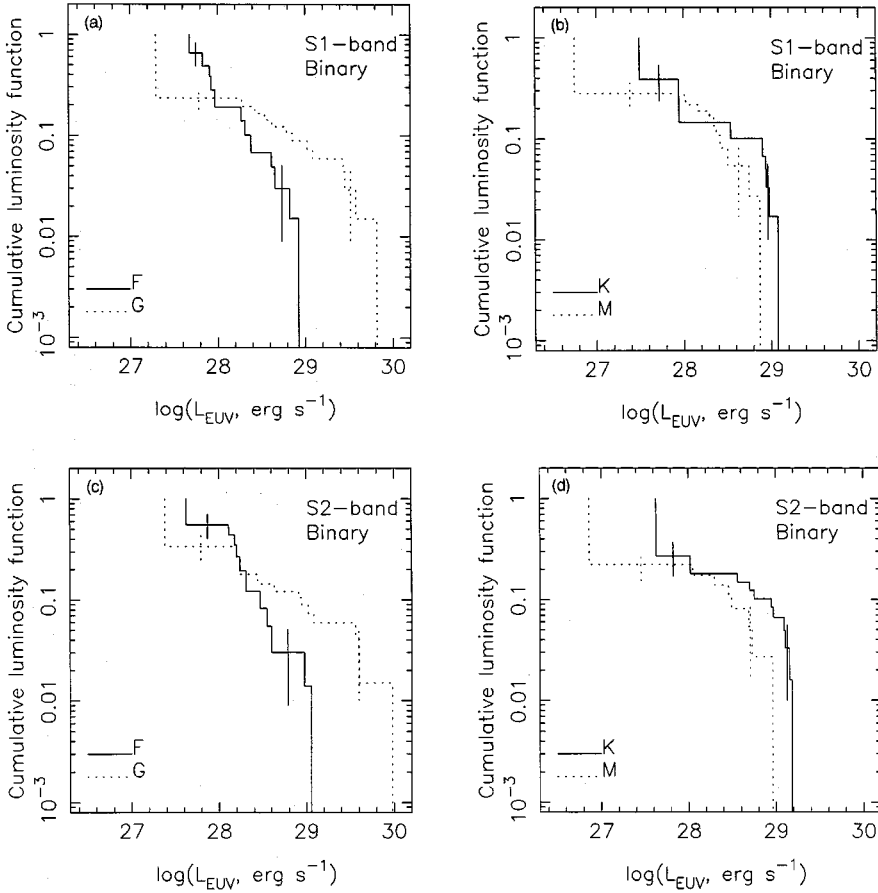 (a)
S1-band
Binary
Cumulative luminosity function
1
0.1
0.01
10⁻³
F
G
27 28 29 30
log(L_EUV, erg s⁻¹)
(b)
S1-band
Binary
Cumulative luminosity function
1
0.1
0.01
10⁻³
K
M
27 28 29 30
log(L_EUV, erg s⁻¹)
(c)
S2-band
Binary
Cumulative luminosity function
1
0.1
0.01
10⁻³
F
G
27 28 29 30
log(L_EUV, erg s⁻¹)
(d)
S2-band
Binary
Cumulative luminosity function
1
0.1
0.01
10⁻³
K
M
27 28 29 30
log(L_EUV, erg s⁻¹)